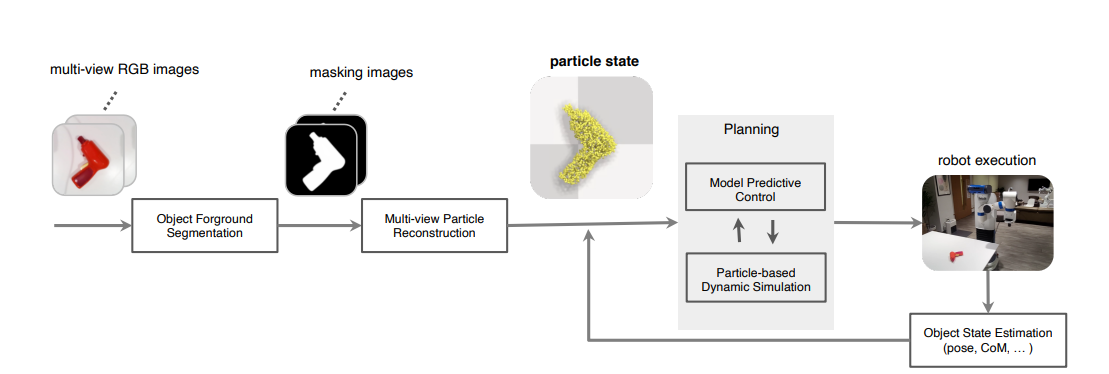 multi-view RGB images
masking images
particle state
Planning
robot execution
Object Forground
Segmentation
Multi-view Particle
Reconstruction
Model Predictive
Control
Particle-based
Dynamic Simulation
Object State Estimation
(pose, CoM, … )